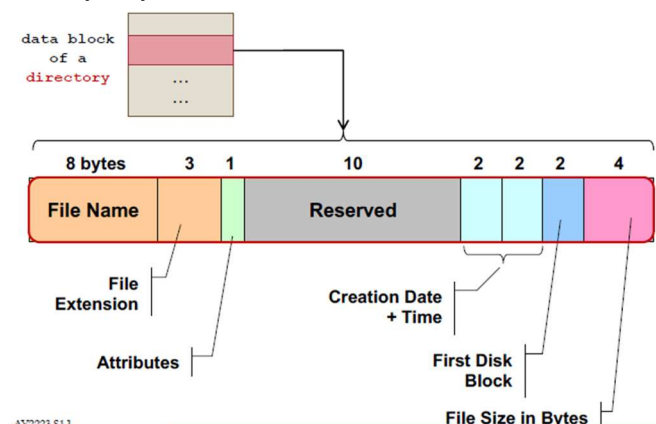 data block
of a
directory
...
...
8 bytes 3 1 10 2 2 2 4
File Name Reserved
File
Extension
Creation Date
+ Time
Attributes
First Disk
Block
File Size in Bytes